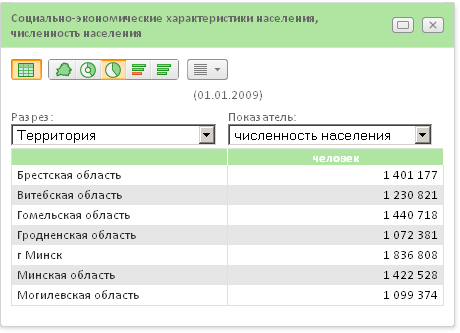 Социально-экономические характеристики населения,
численность населения
(01.01.2009)
Разрез: Показатель:
Территория численность населения
человек
Брестская область 1 401 177
Витебская область 1 230 821
Гомельская область 1 440 718
Гродненская область 1 072 381
г Минск 1 836 808
Минская область 1 422 528
Могилевская область 1 099 374